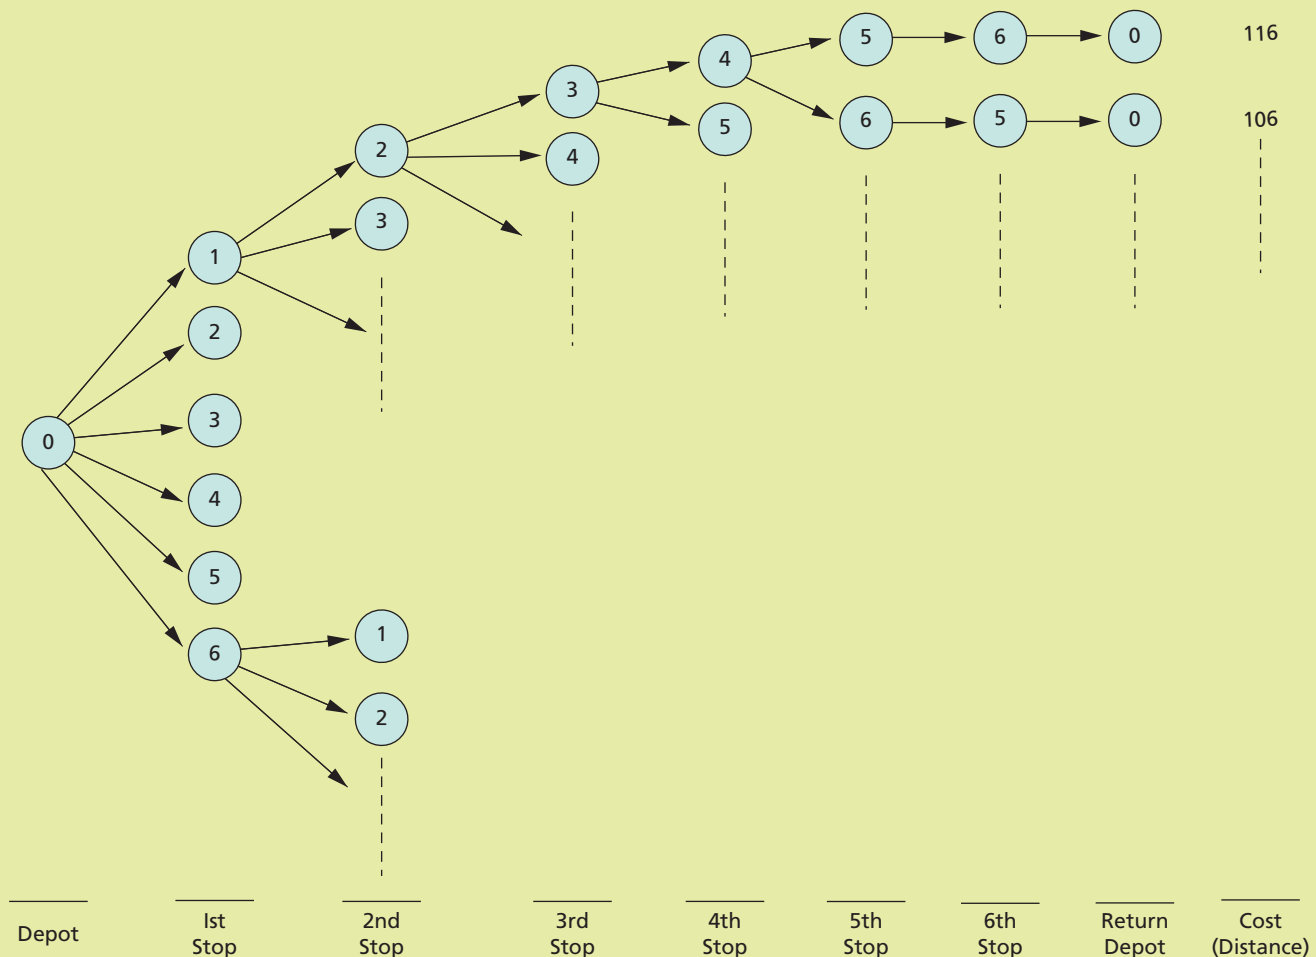 5 6 0 116
4
3
6 5 0 106
5
2
4
3
1
2
3
0
4
5
1
6
2
Depot
Ist
Stop
2nd
Stop
3rd
Stop
4th
Stop
5th
Stop
6th
Stop
Return
Depot
Cost
(Distance)